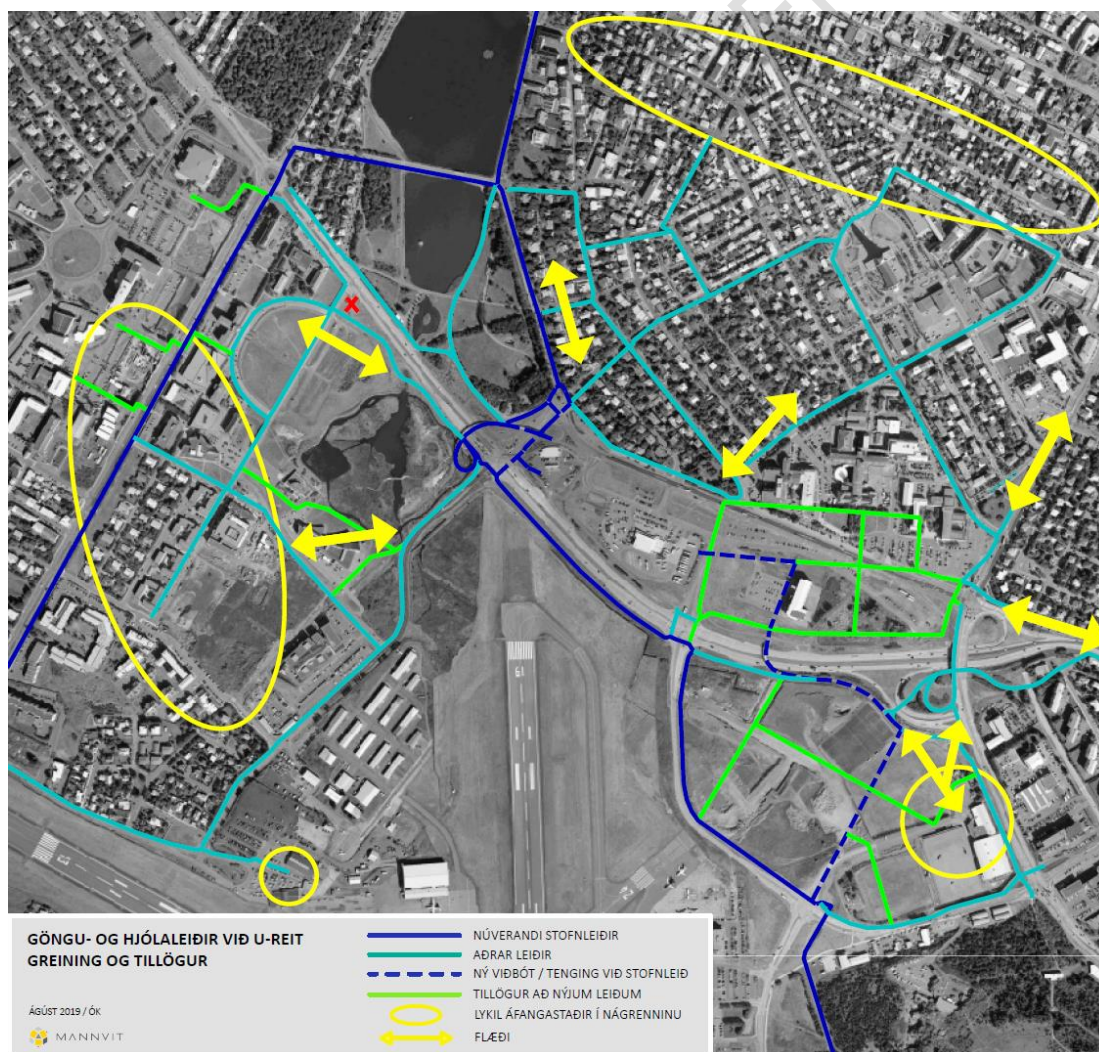 GÖNGU- OG HJÓLALEIÐIR VIÐ U-REIT
GREINING OG TILLÖGUR
ÁGÚST 2019 / ÓK
MANNVIT
NÚVERANDI STOFNLEIÐIR
AÐRAR LEIÐIR
NÝ VIÐBÓT / TENGING VIÐ STOFNLEIÐ
TILLÖGUR AÐ NÝJUM LEIÐUM
LYKIL ÁFANGASTAÐIR Í NÁGRENNINU
FLÆÐI
19